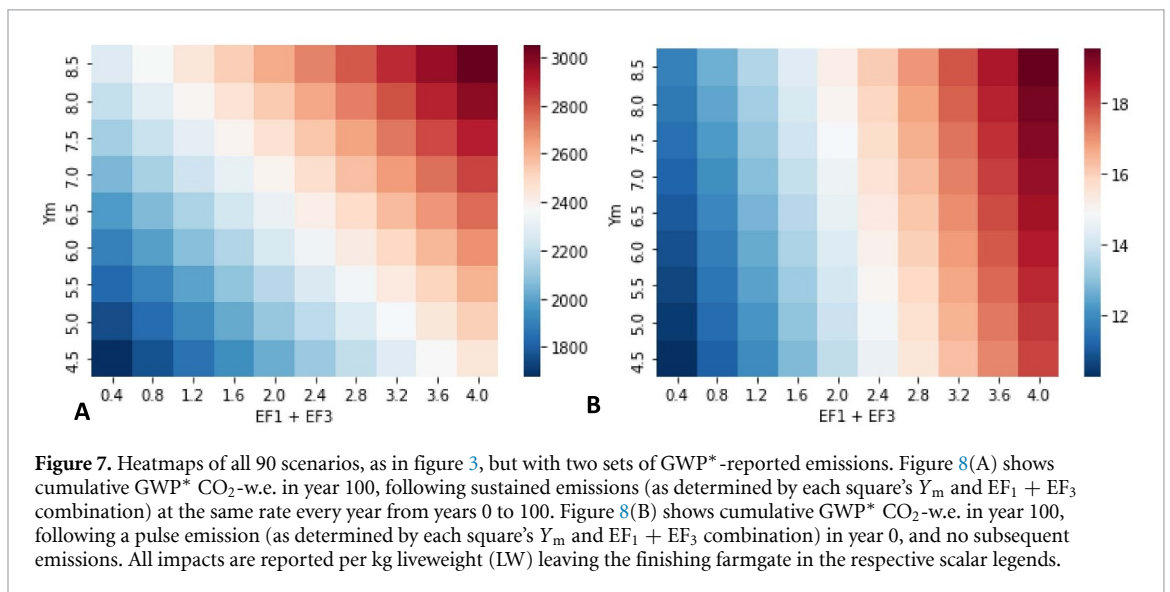 8.5
8.0
7.5
7.0
6.5
6.0
5.5
5.0
4.5
Ym
0.4 0.8 1.2 1.6 2.0 2.4 2.8 3.2 3.6 4.0
EF1 + EF3
A
3000
2800
2600
2400
2200
2000
1800
8.5
8.0
7.5
7.0
6.5
6.0
5.5
5.0
4.5
Ym
0.4 0.8 1.2 1.6 2.0 2.4 2.8 3.2 3.6 4.0
EF1 + EF3
B
18
16
14
12
Figure 7. Heatmaps of all 90 scenarios, as in figure 3, but with two sets of GWP*-reported emissions. Figure 8(A) shows
cumulative GWP* CO₂-w.e. in year 100, following sustained emissions (as determined by each square's Yₘ and EF₁ + EF₃
combination) at the same rate every year from years 0 to 100. Figure 8(B) shows cumulative GWP* CO₂-w.e. in year 100,
following a pulse emission (as determined by each square's Yₘ and EF₁ + EF₃ combination) in year 0, and no subsequent
emissions. All impacts are reported per kg liveweight (LW) leaving the finishing farmgate in the respective scalar legends.